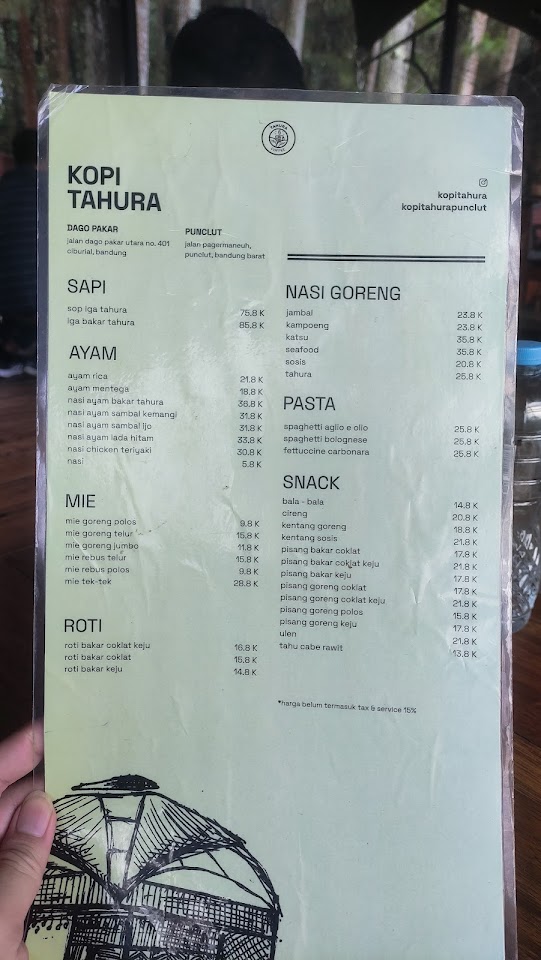 TAHURA
COFFEE
KOPI
TAHURA
kopitahura
kopitahurapunclut
DAGO PAKAR
jalan dago pakar utara no. 401
ciburial, bandung
PUNCLUT
jalan pagermaneuh,
punclut, bandung barat
SAPI
sop iga tahura 75.8 K
iga bakar tahura 85.8 K
AYAM
ayam rica 21.8 K
ayam mentega 18.8 K
nasi ayam bakar tahura 36.8 K
nasi ayam sambal kemangi 31.8 K
nasi ayam sambal ijo 31.8 K
nasi ayam lada hitam 33.8 K
nasi chicken teriyaki 30.8 K
nasi 5.8 K
MIE
mie goreng polos 9.8 K
mie goreng telur 15.8 K
mie goreng jumbo 11.8 K
mie rebus telur 15.8 K
mie rebus polos 9.8 K
mie tek-tek 28.8 K
ROTI
roti bakar coklat keju 16.8 K
roti bakar coklat 15.8 K
roti bakar keju 14.8 K
NASI GORENG
jambal 23.8 K
kampoeng 23.8 K
katsu 35.8 K
seafood 35.8 K
sosis 20.8 K
tahura 25.8 K
PASTA
spaghetti aglio e olio 25.8 K
spaghetti bolognese 25.8 K
fettuccine carbonara 25.8 K
SNACK
bala - bala 14.8 K
cireng 20.8 K
kentang goreng 18.8 K
kentang sosis 21.8 K
pisang bakar coklat 17.8 K
pisang bakar coklat keju 21.8 K
pisang bakar keju 17.8 K
pisang goreng coklat 17.8 K
pisang goreng coklat keju 21.8 K
pisang goreng polos 15.8 K
pisang goreng keju 17.8 K
ulen 21.8 K
tahu cabe rawit 13.8 K
*harga belum termasuk tax & service 15%